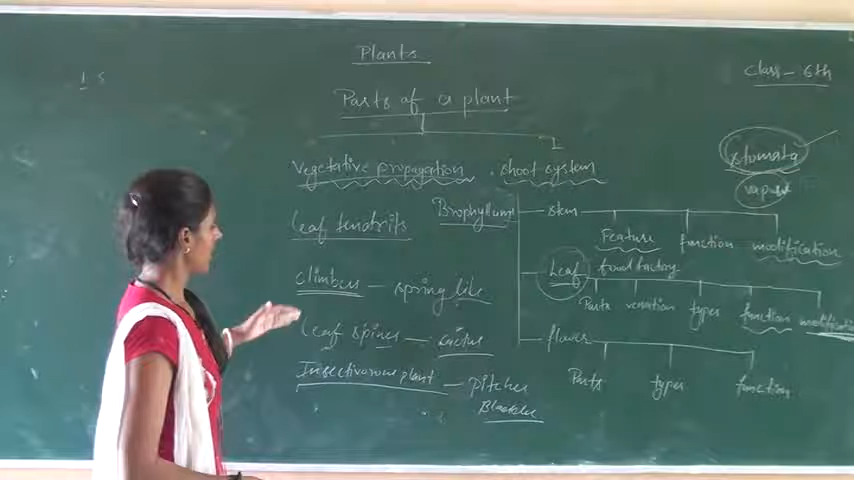 Plants
Class - 6th
1 s
Parts of a plant
stomata
Vegetative propagation . shoot system
vapour
Leaf tendrils Bryophyllum stem
Feature function modification
climbers - spring like Leaf food factory
Parts venation types function modification
Leaf spines - cactus flower
Insectivorous plant - pitcher Parts types function
Bladder